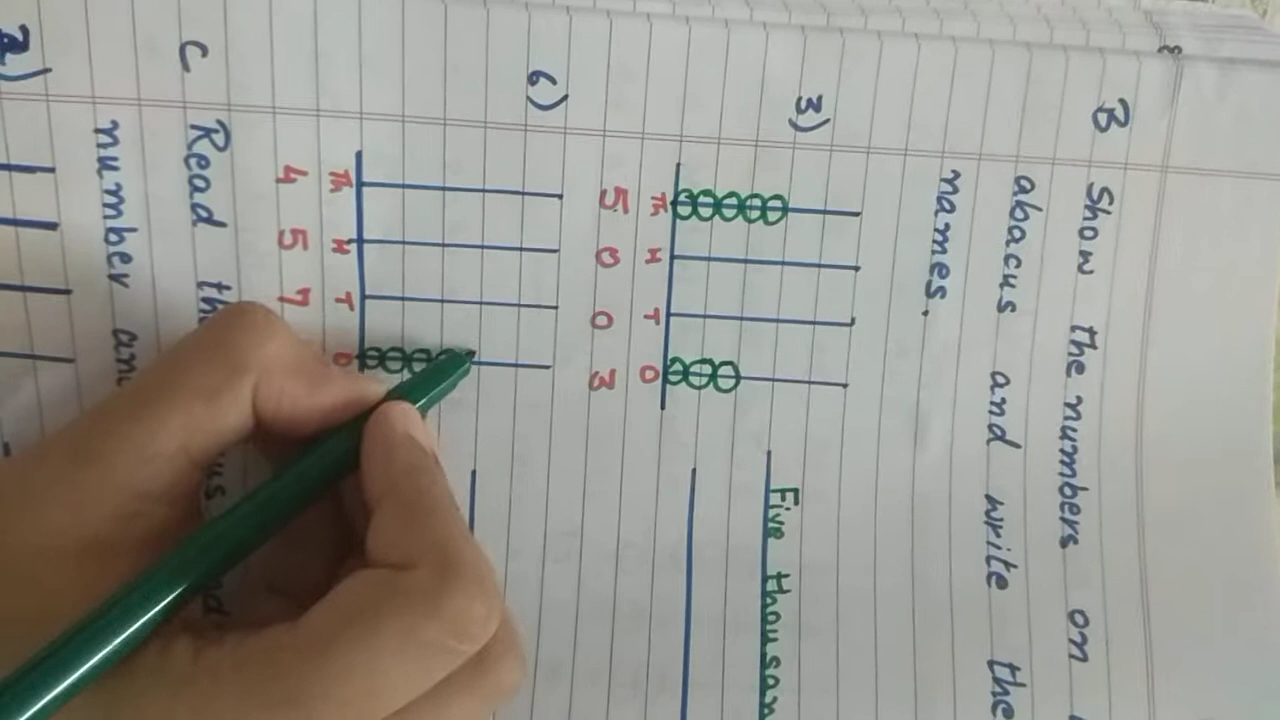 B Show the numbers on
abacus and write the
names.
3)
Five thousan
Th H T O
5 0 0 3
6)
Th H T O
4 5 7
C Read th
number an
2)